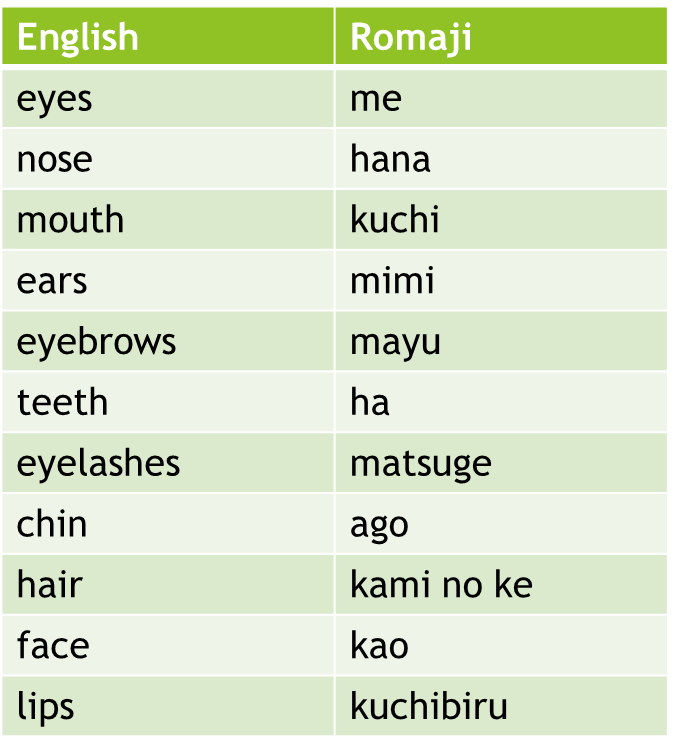 English Romaji
eyes me
nose hana
mouth kuchi
ears mimi
eyebrows mayu
teeth ha
eyelashes matsuge
chin ago
hair kami no ke
face kao
lips kuchibiru